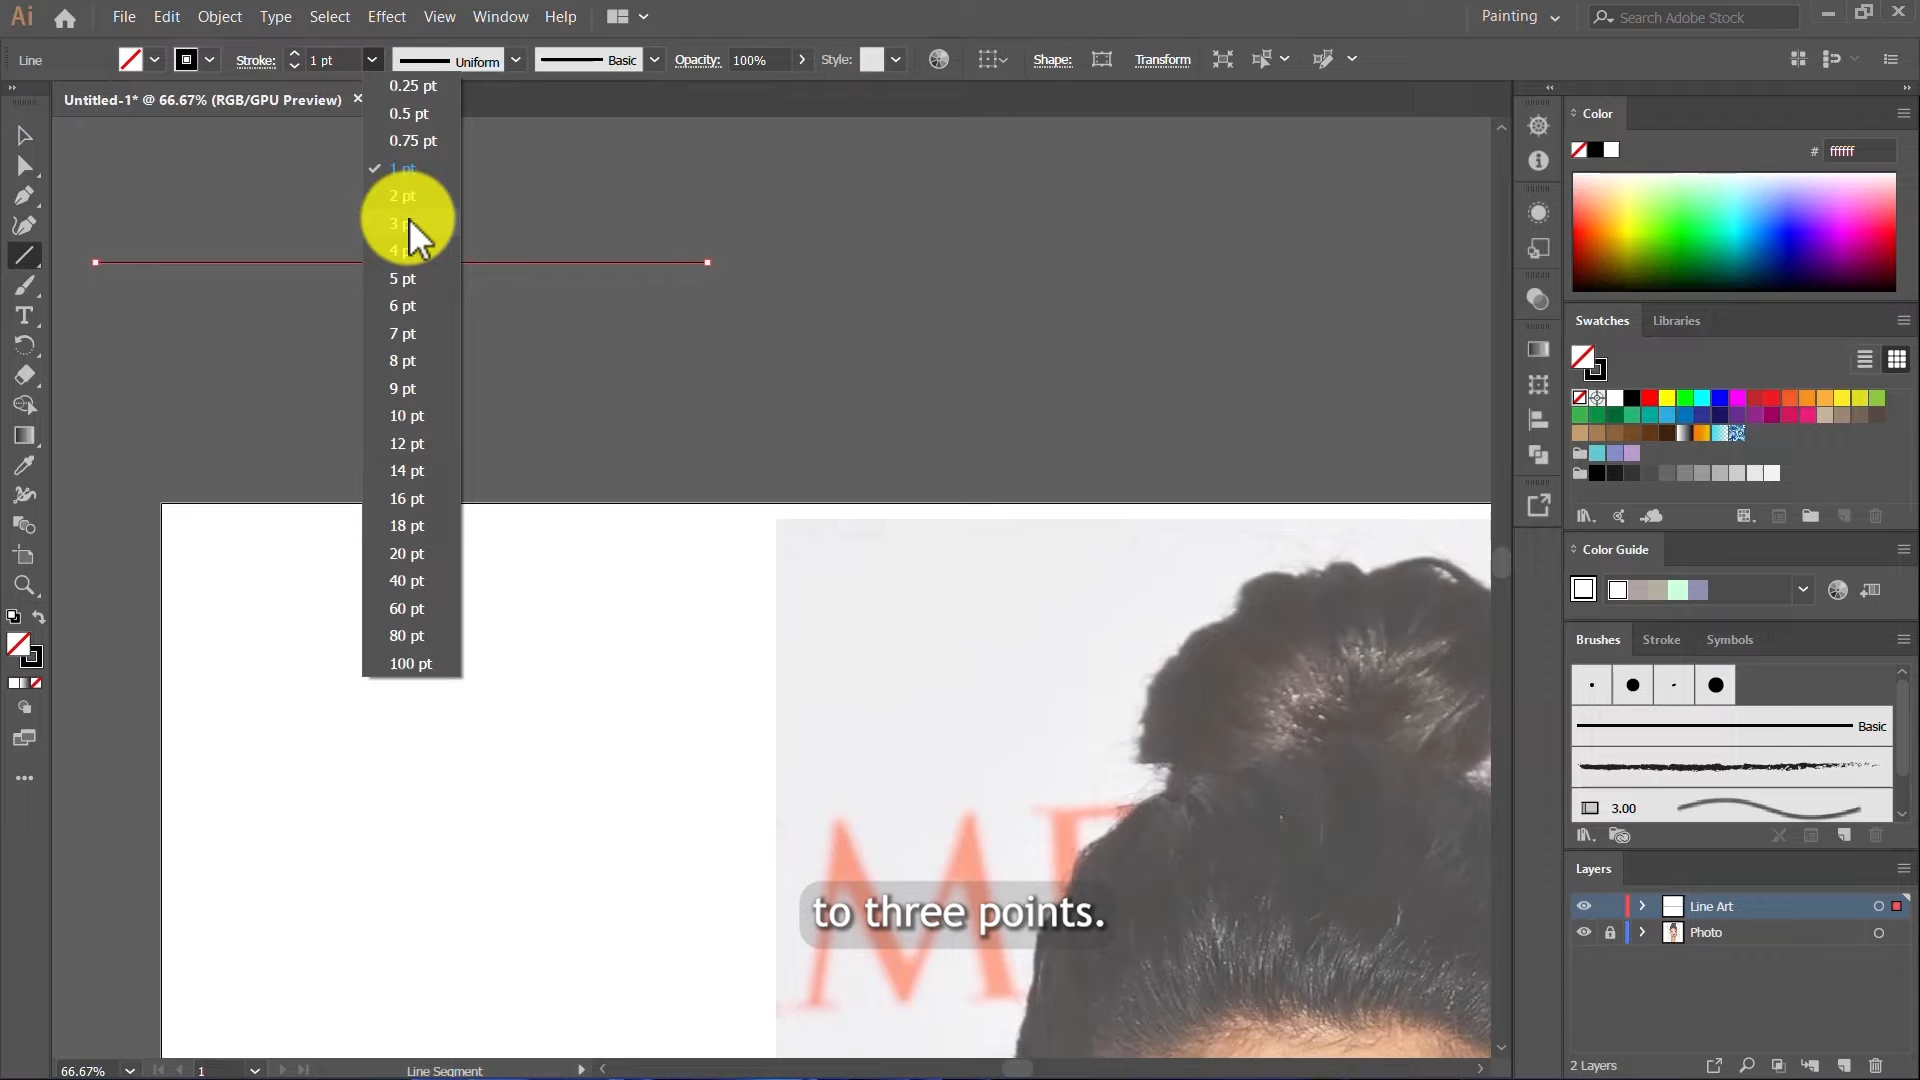 Ai File Edit Object Type Select Effect View Window Help Painting Search Adobe Stock
Line Stroke: 1 pt Uniform Basic Opacity: 100% Style: Shape: Transform
Untitled-1* @ 66.67% (RGB/GPU Preview)
0.25 pt
0.5 pt
0.75 pt
1 pt
2 pt
3 p
4 p
5 pt
6 pt
7 pt
8 pt
9 pt
10 pt
12 pt
14 pt
16 pt
18 pt
20 pt
40 pt
60 pt
80 pt
100 pt
to three points.
Color
# ffffff
Swatches Libraries
Color Guide
Brushes Stroke Symbols
Basic
3.00
Layers
Line Art
Photo
2 Layers
66.67% 1 Line Segment